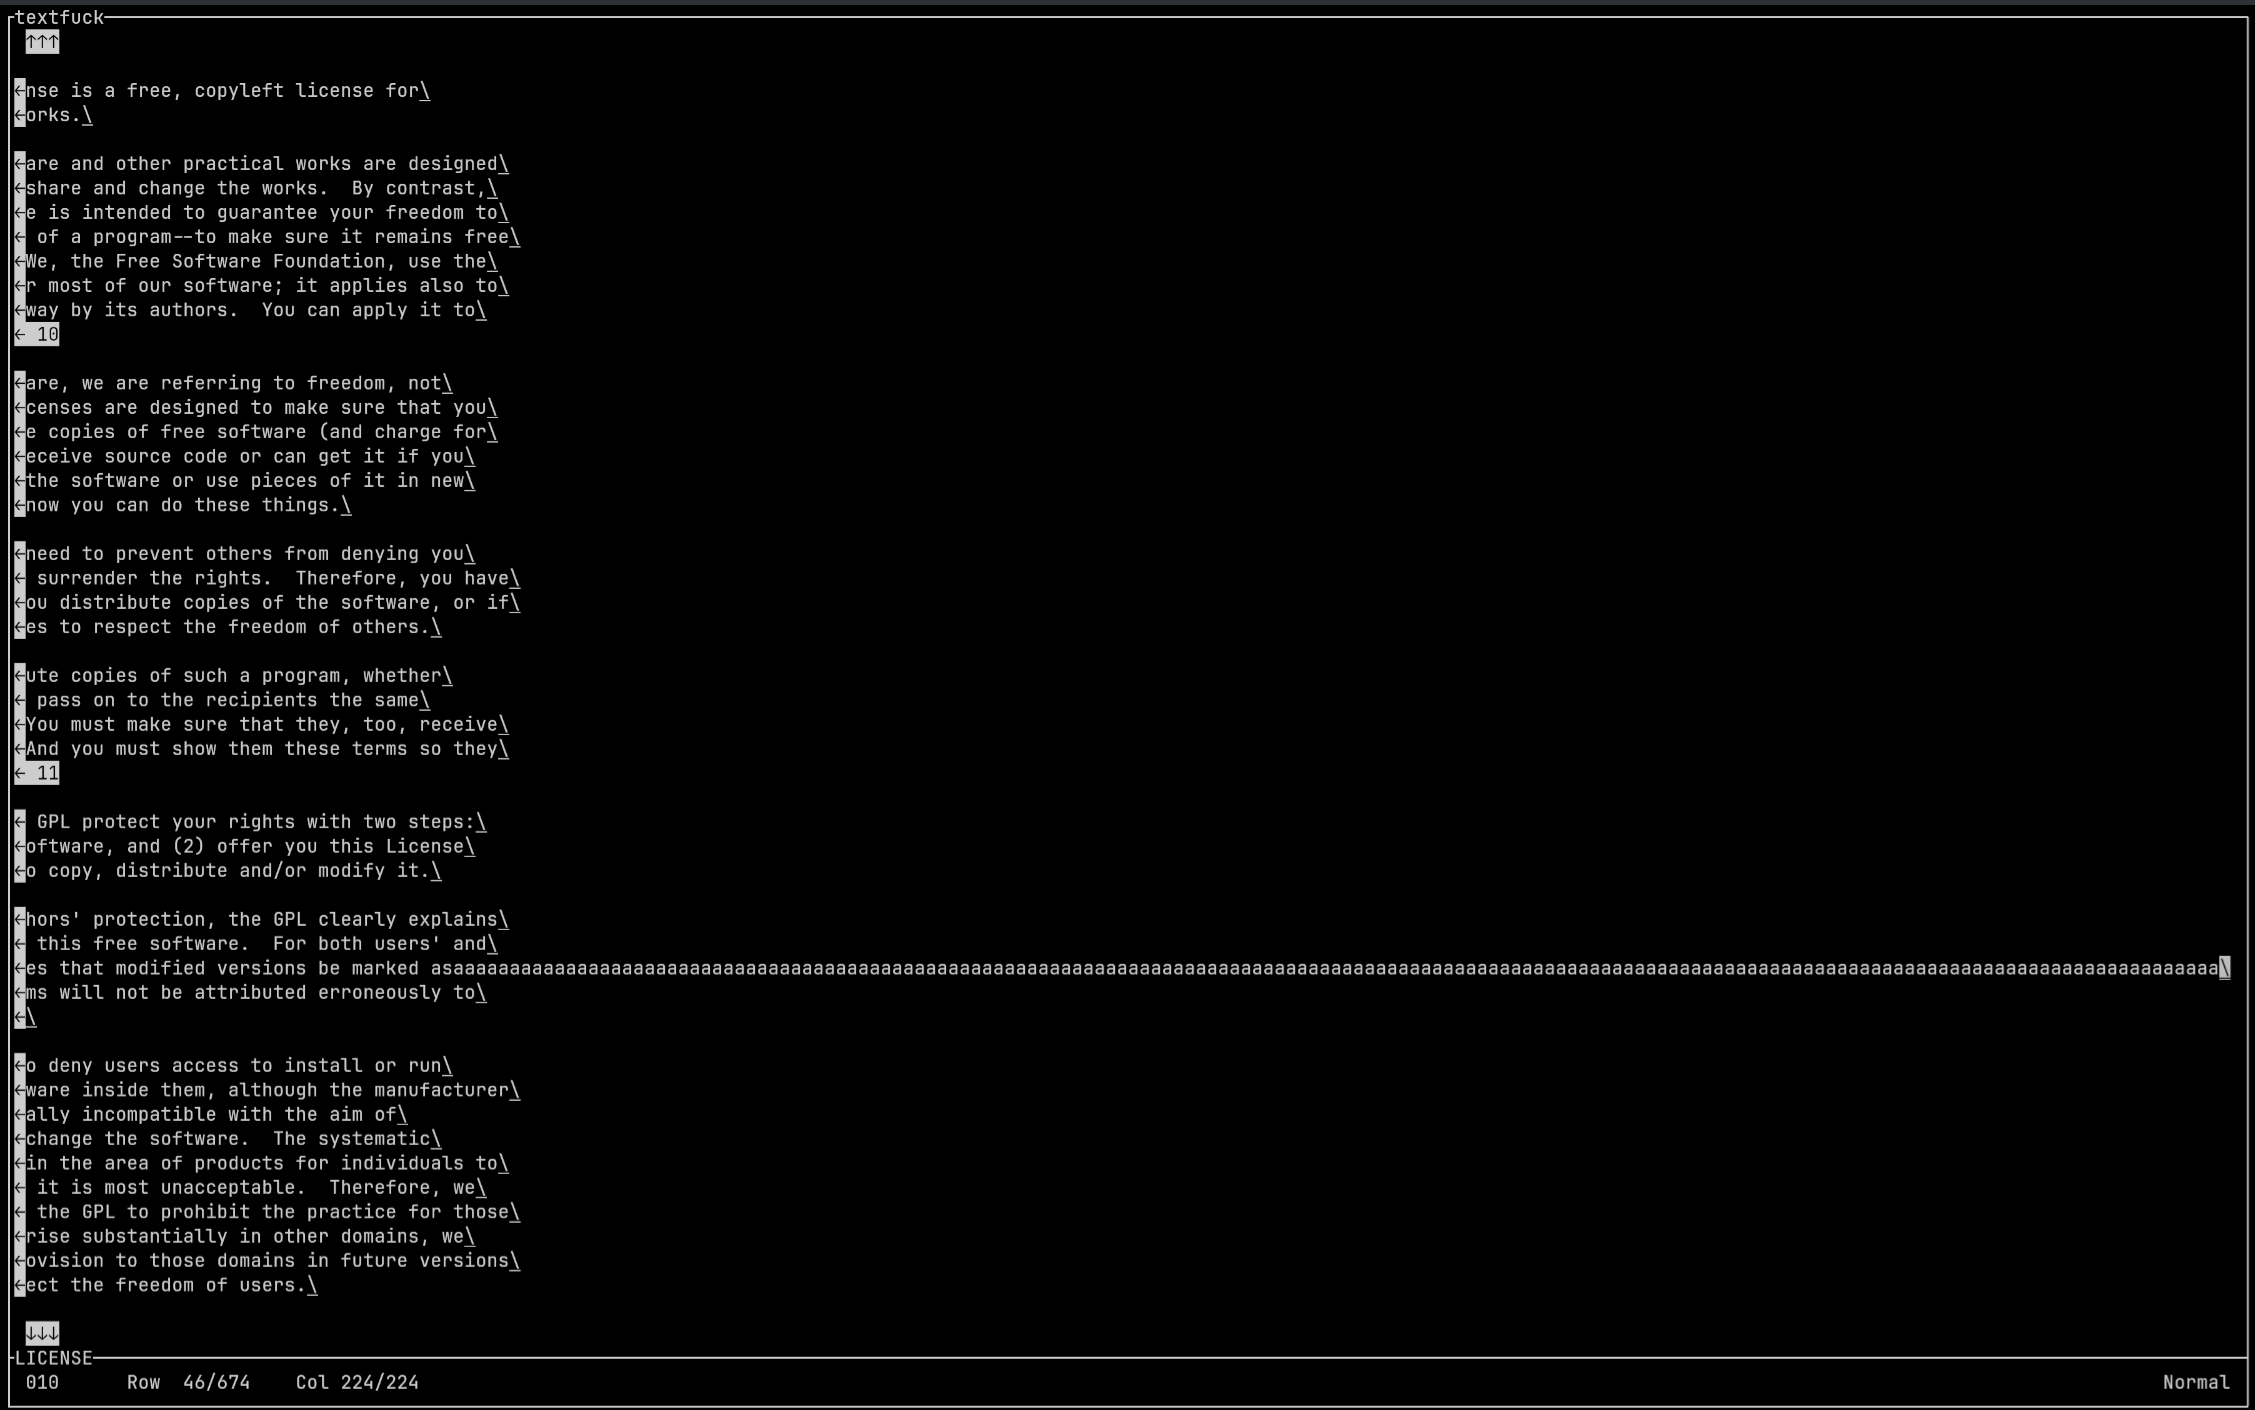 textfuck
↑↑↑
←nse is a free, copyleft license for\
←orks.\
←are and other practical works are designed\
←share and change the works.  By contrast,\
←e is intended to guarantee your freedom to\
← of a program--to make sure it remains free\
←We, the Free Software Foundation, use the\
←r most of our software; it applies also to\
←way by its authors.  You can apply it to\
← 10
←are, we are referring to freedom, not\
←censes are designed to make sure that you\
←e copies of free software (and charge for\
←eceive source code or can get it if you\
←the software or use pieces of it in new\
←now you can do these things.\
←need to prevent others from denying you\
← surrender the rights.  Therefore, you have\
←ou distribute copies of the software, or if\
←es to respect the freedom of others.\
←ute copies of such a program, whether\
← pass on to the recipients the same\
←You must make sure that they, too, receive\
←And you must show them these terms so they\
← 11
← GPL protect your rights with two steps:\
←oftware, and (2) offer you this License\
←o copy, distribute and/or modify it.\
←hors' protection, the GPL clearly explains\
← this free software.  For both users' and\
←es that modified versions be marked asaaaaaaaaaaaaaaaaaaaaaaaaaaaaaaaaaaaaaaaaaaaaaaaaaaaaaaaaaaaaaaaaaaaaaaaaaaaaaaaaaaaaaaaaaaaaaaaaaaaaaaaaaaaaaaaaaaaaaaaaaaaaaaaaaaaaaaaaaaaaaaaaaaaaaaaaaaaaa\
←ms will not be attributed erroneously to\
←\
←o deny users access to install or run\
←ware inside them, although the manufacturer\
←ally incompatible with the aim of\
←change the software.  The systematic\
←in the area of products for individuals to\
← it is most unacceptable.  Therefore, we\
← the GPL to prohibit the practice for those\
←rise substantially in other domains, we\
←ovision to those domains in future versions\
←ect the freedom of users.\
↓↓↓
LICENSE
010      Row  46/674    Col 224/224      Normal